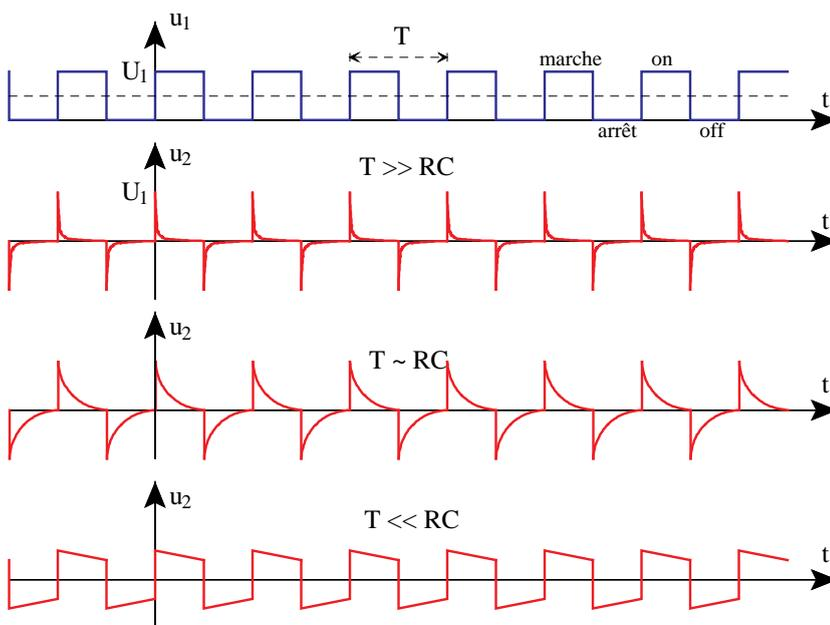 u1
T
U1
marche
on
t
arrêt
off
u2
T >> RC
U1
t
u2
T ~ RC
t
u2
T << RC
t